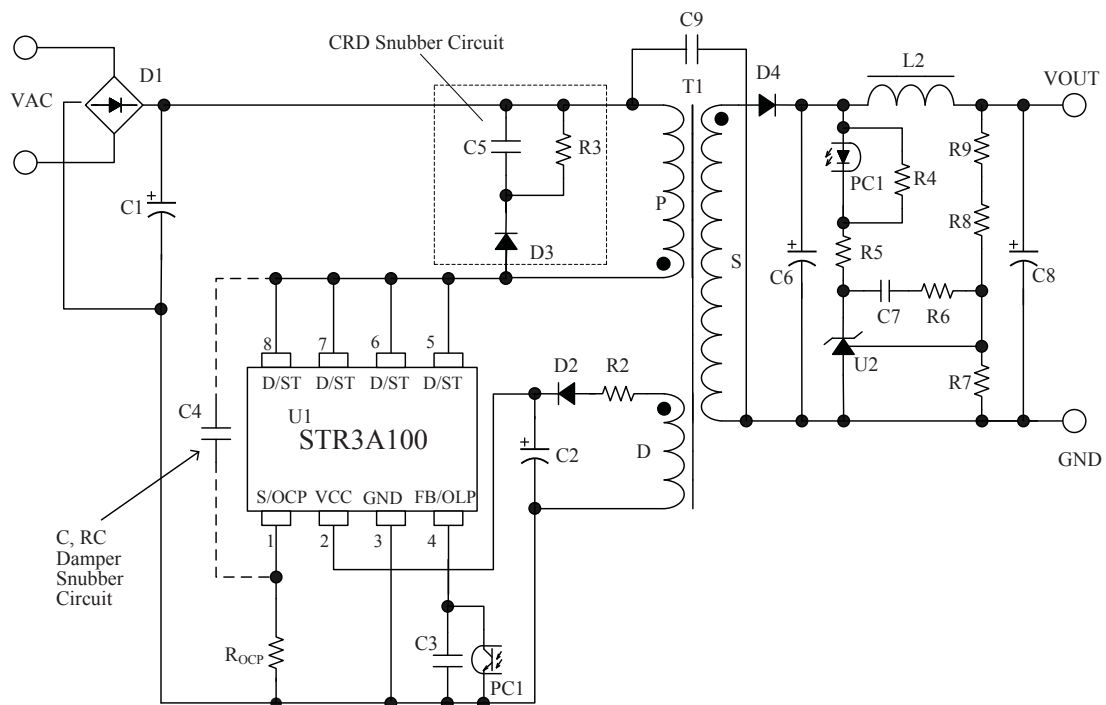 CRD Snubber Circuit
C9
D1
T1
D4
L2
VOUT
VAC
C5
R3
P
S
PC1
R4
R9
R8
C1
D3
R5
C6
C8
C7
R6
U2
R7
GND
8
7
6
5
D/ST
D/ST
D/ST
D/ST
C4
U1
STR3A100
D2
R2
C2
D
S/OCP
VCC
GND
FB/OLP
1
2
3
4
C, RC
Damper
Snubber
Circuit
ROCP
C3
PC1